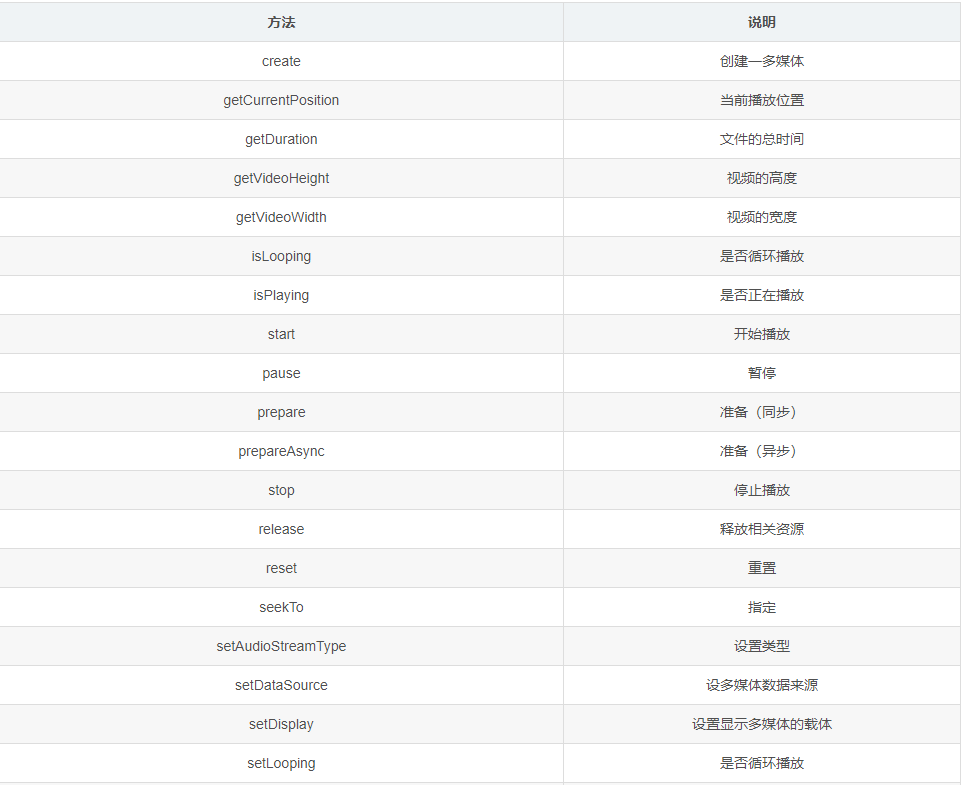 方法 说明
create 创建一多媒体
getCurrentPosition 当前播放位置
getDuration 文件的总时间
getVideoHeight 视频的高度
getVideoWidth 视频的宽度
isLooping 是否循环播放
isPlaying 是否正在播放
start 开始播放
pause 暂停
prepare 准备（同步）
prepareAsync 准备（异步）
stop 停止播放
release 释放相关资源
reset 重置
seekTo 指定
setAudioStreamType 设置类型
setDataSource 设多媒体数据来源
setDisplay 设置显示多媒体的载体
setLooping 是否循环播放